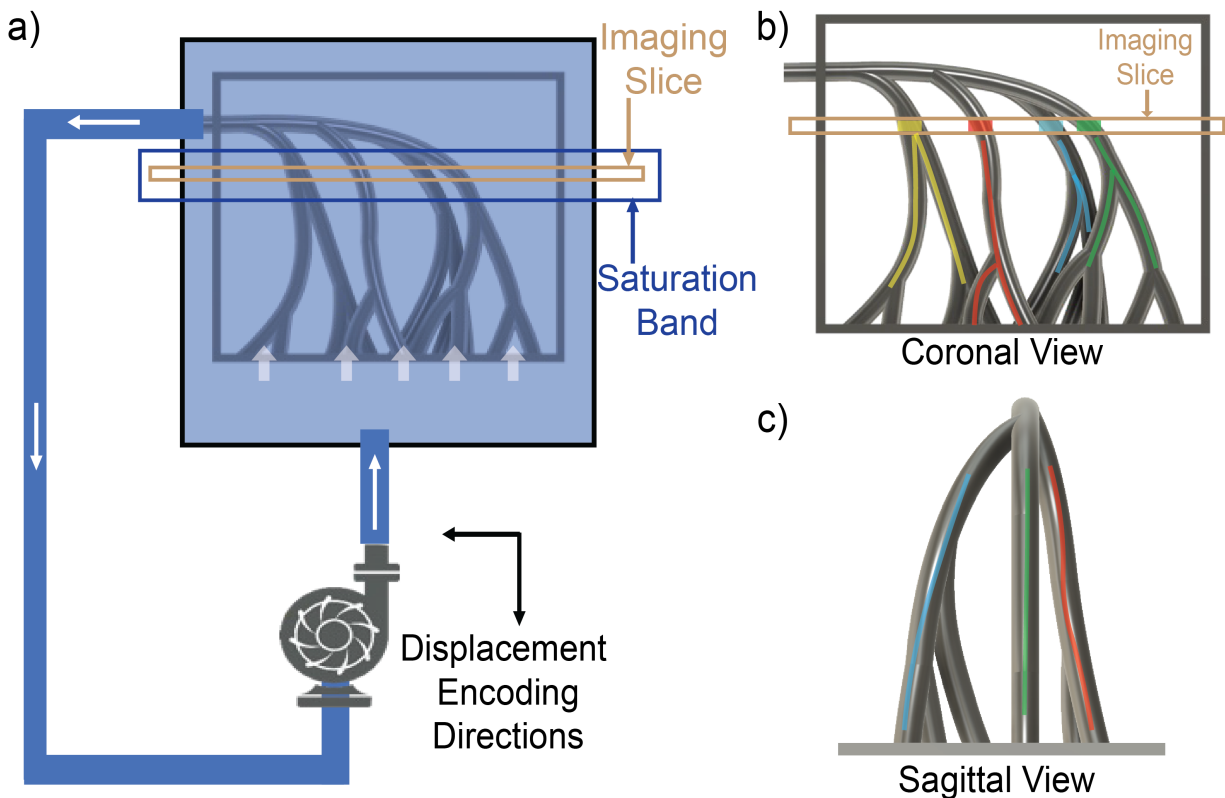 a)
Imaging
Slice
Saturation
Band
Displacement
Encoding
Directions
b)
Imaging
Slice
Coronal View
c)
Sagittal View